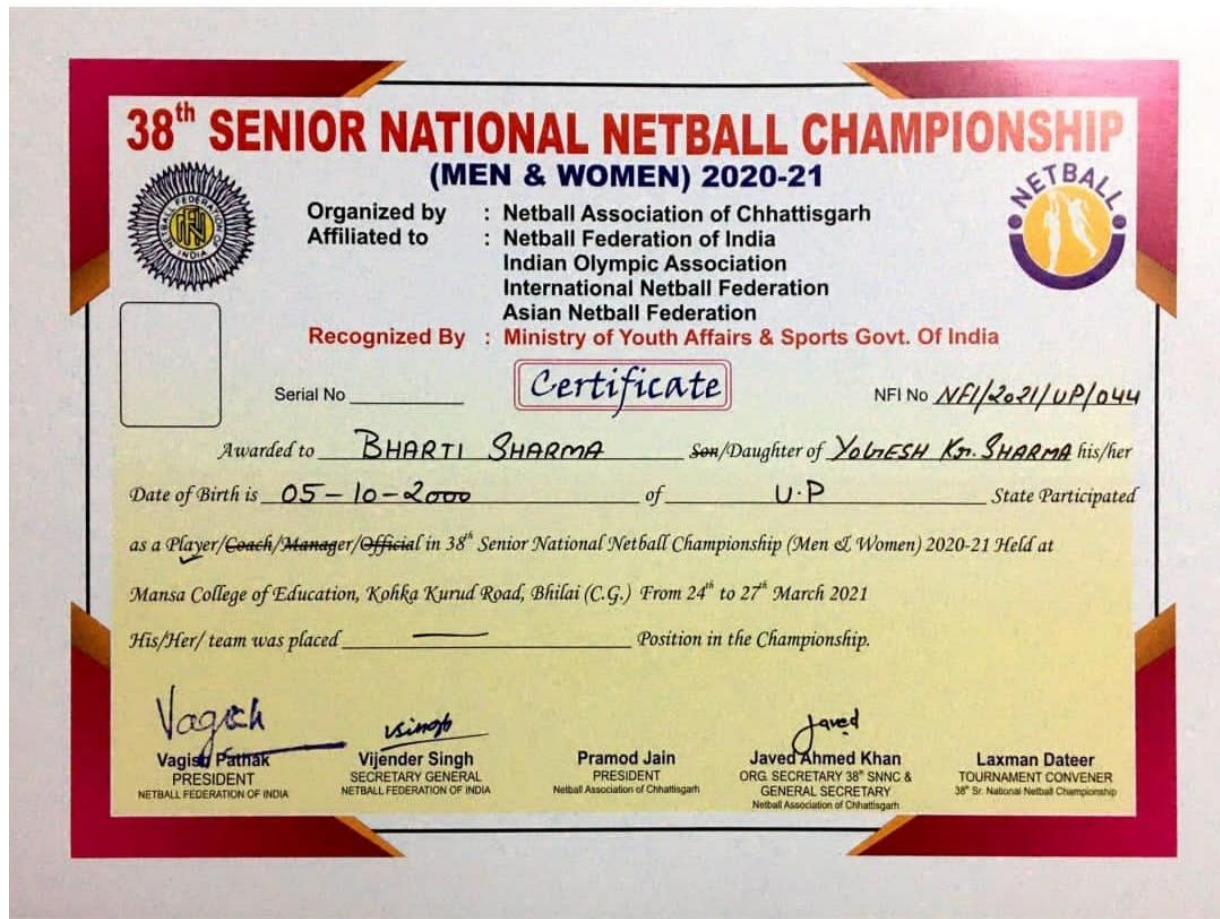 38th SENIOR NATIONAL NETBALL CHAMPIONSHIP
(MEN & WOMEN) 2020-21
NETBALL FEDERATION OF INDIA
NFI
NETBALL
Organized by : Netball Association of Chhattisgarh
Affiliated to : Netball Federation of India
Indian Olympic Association
International Netball Federation
Asian Netball Federation
Recognized By : Ministry of Youth Affairs & Sports Govt. Of India
Certificate
Serial No
NFI No NFI/2021/UP/044
Awarded to BHARTI SHARMA Son/Daughter of YOGESH Kr. SHARMA his/her
Date of Birth is 05-10-2000 of U.P State Participated
as a Player/Coach/Manager/Official in 38th Senior National Netball Championship (Men & Women) 2020-21 Held at
Mansa College of Education, Kohka Kurud Road, Bhilai (C.G.) From 24th to 27th March 2021
His/Her/ team was placed — Position in the Championship.
Vagish Vsingh Javed
Vagish Pathak Vijender Singh Pramod Jain Javed Ahmed Khan Laxman Dateer
PRESIDENT SECRETARY GENERAL PRESIDENT ORG. SECRETARY 38th SNNC & TOURNAMENT CONVENER
NETBALL FEDERATION OF INDIA NETBALL FEDERATION OF INDIA Netball Association of Chhattisgarh GENERAL SECRETARY 38th Sr. National Netball Championship
Netball Association of Chhattisgarh